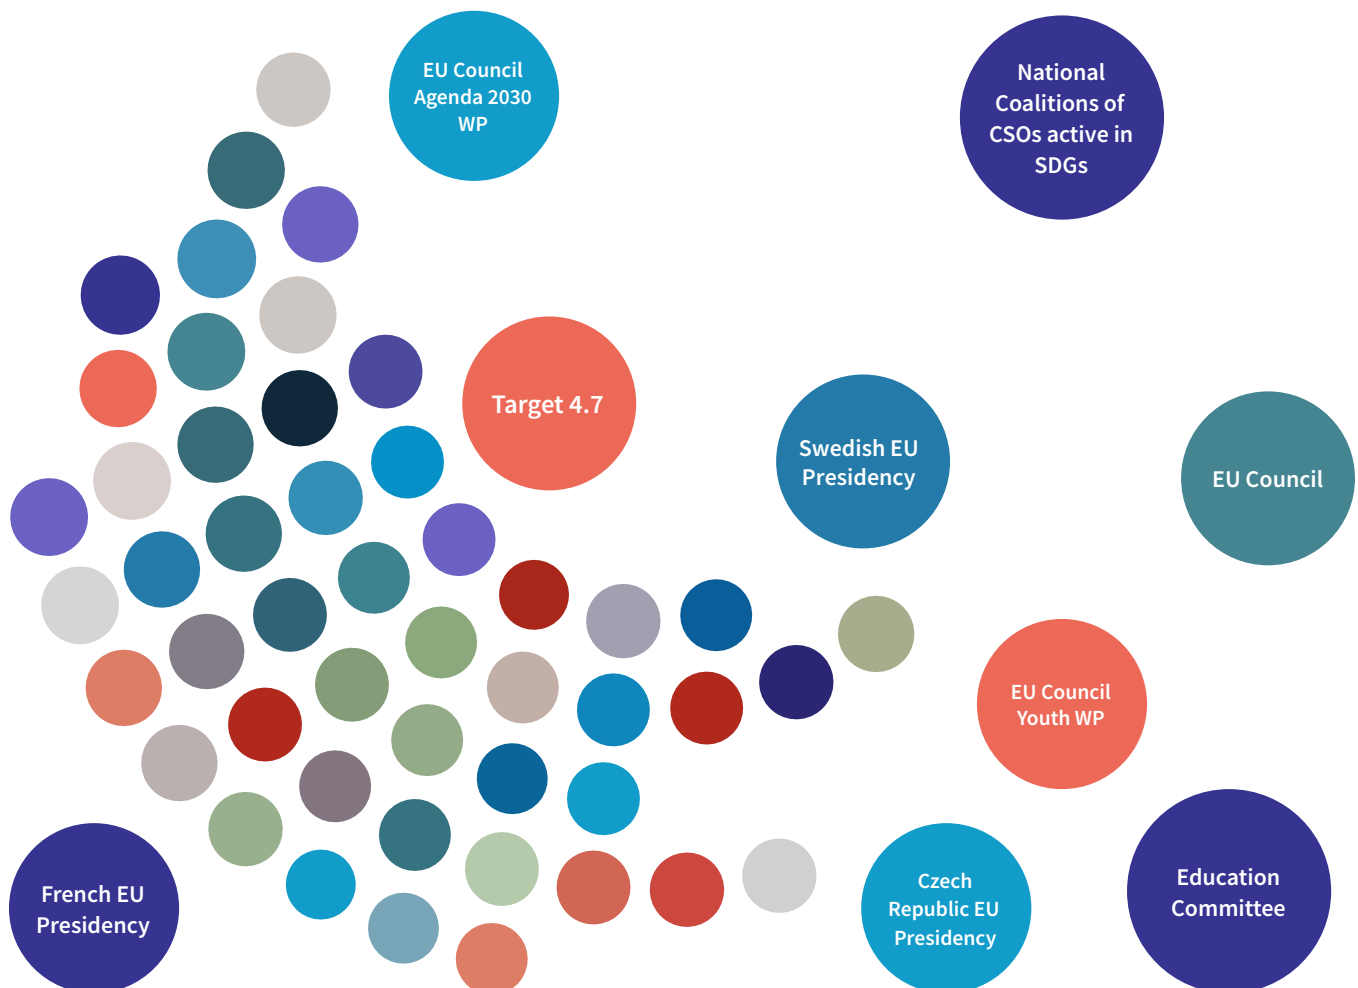 EU Council
Agenda 2030
WP
National
Coalitions of
CSOs active in
SDGs
Target 4.7
Swedish EU
Presidency
EU Council
EU Council
Youth WP
French EU
Presidency
Czech
Republic EU
Presidency
Education
Committee